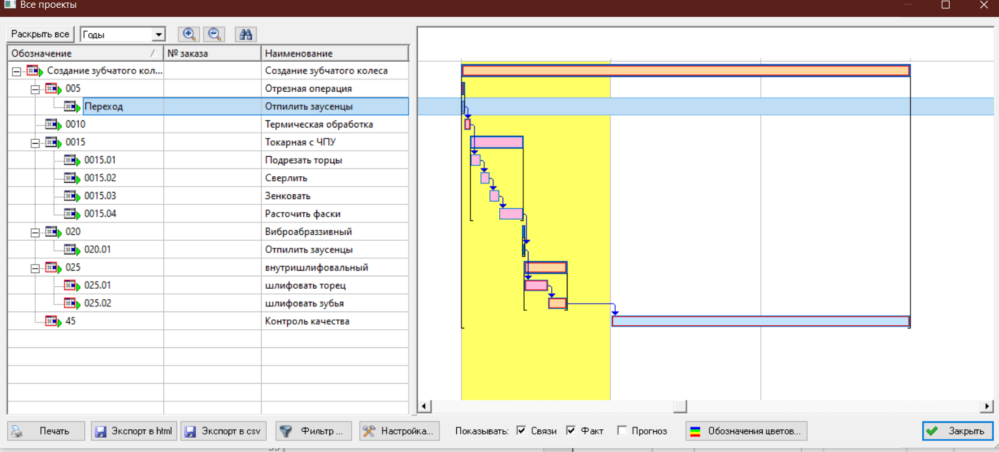 Все проекты
Раскрыть все Годы
Обозначение № заказа Наименование
Создание зубчатого кол... Создание зубчатого колеса
005 Отрезная операция
Переход Отпилить заусенцы
0010 Термическая обработка
0015 Токарная с ЧПУ
0015.01 Подрезать торцы
0015.02 Сверлить
0015.03 Зенковать
0015.04 Расточить фаски
020 Виброабраззивный
020.01 Отпилить заусенцы
025 внутришлифовальный
025.01 шлифовать торец
025.02 шлифовать зубья
45 Контроль качества
Печать Экспорт в html Экспорт в csv Фильтр ... Настройка... Показывать: Связи Факт Прогноз Обозначения цветов... Закрыть